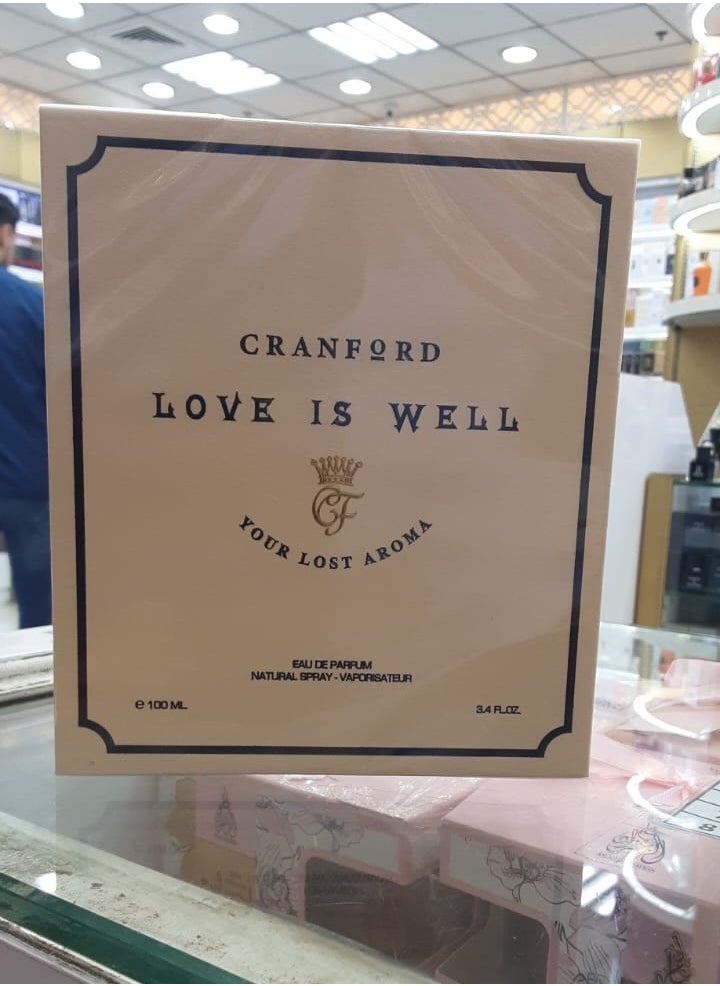 CRANFORD
LOVE IS WELL
CF
YOUR LOST AROMA
EAU DE PARFUM
NATURAL SPRAY - VAPORISATEUR
e 100 ML
3.4 FL.OZ.